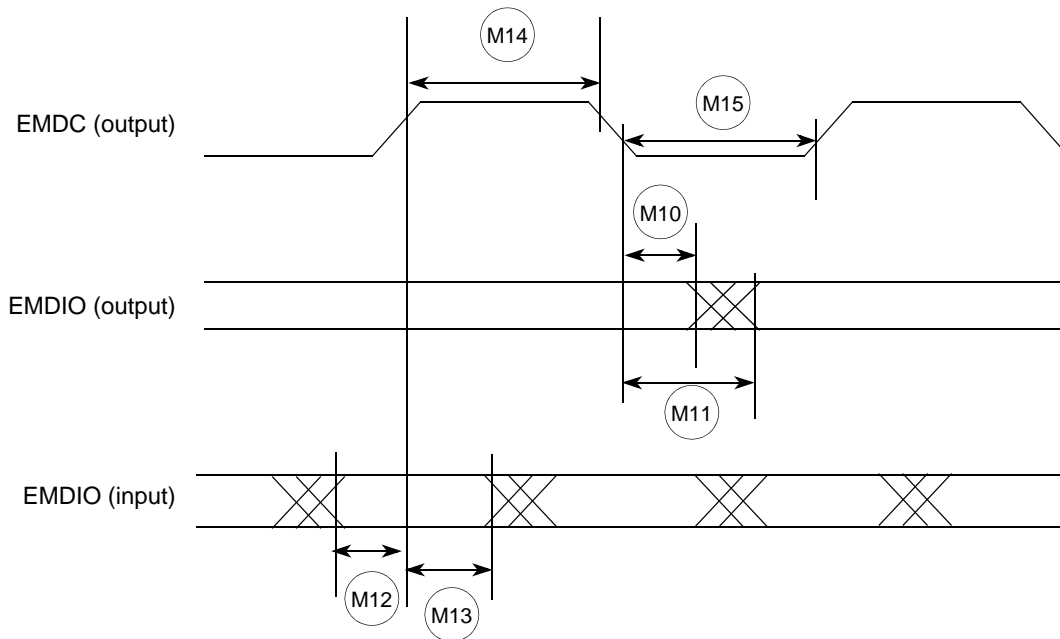 M14
M15
EMDC (output)
M10
EMDIO (output)
M11
EMDIO (input)
M12
M13